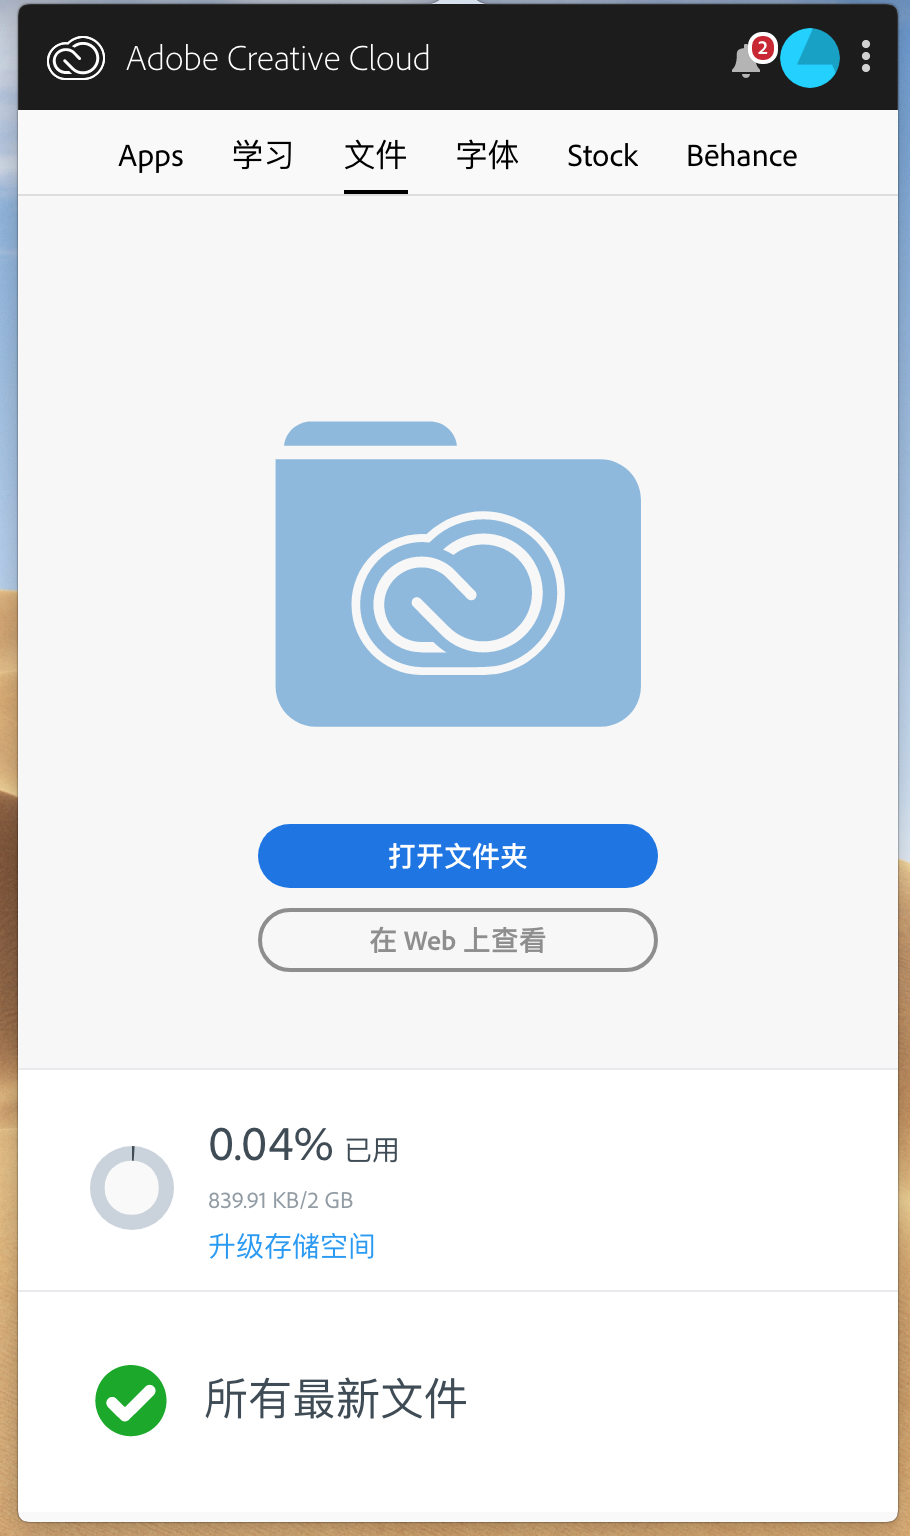 Adobe Creative Cloud
2
Apps 学习 文件 字体 Stock Bēhance
打开文件夹
在 Web 上查看
0.04% 已用
839.91 KB/2 GB
升级存储空间
所有最新文件